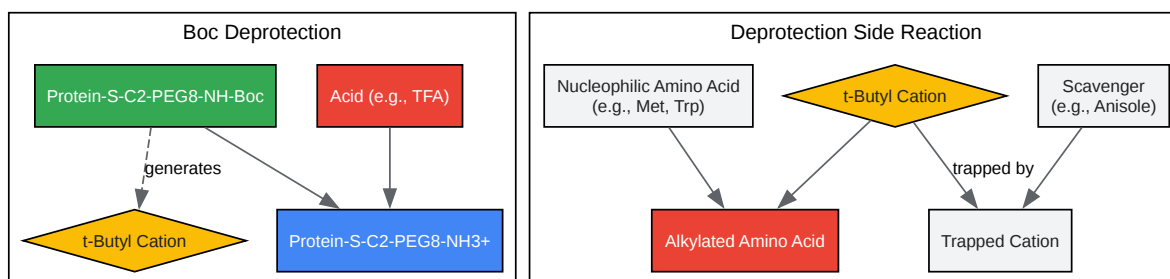 Boc Deprotection
Protein-S-C2-PEG8-NH-Boc
Acid (e.g., TFA)
generates
t-Butyl Cation
Protein-S-C2-PEG8-NH3+
Deprotection Side Reaction
Nucleophilic Amino Acid
(e.g., Met, Trp)
t-Butyl Cation
Scavenger
(e.g., Anisole)
trapped by
Alkylated Amino Acid
Trapped Cation